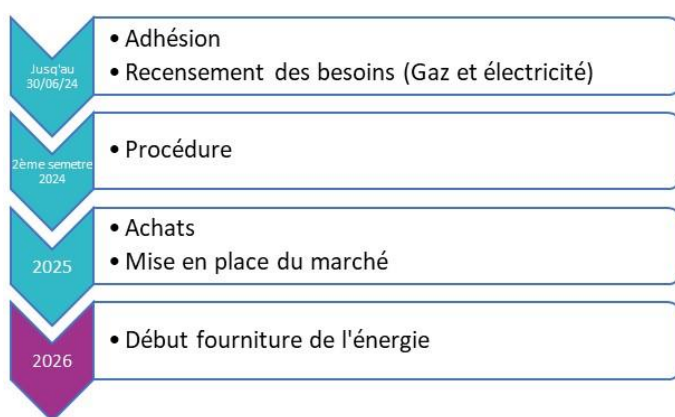 Jusqu'au
30/06/24
• Adhésion
• Recensement des besoins (Gaz et électricité)
2ème semetre
2024
• Procédure
2025
• Achats
• Mise en place du marché
2026
• Début fourniture de l'énergie